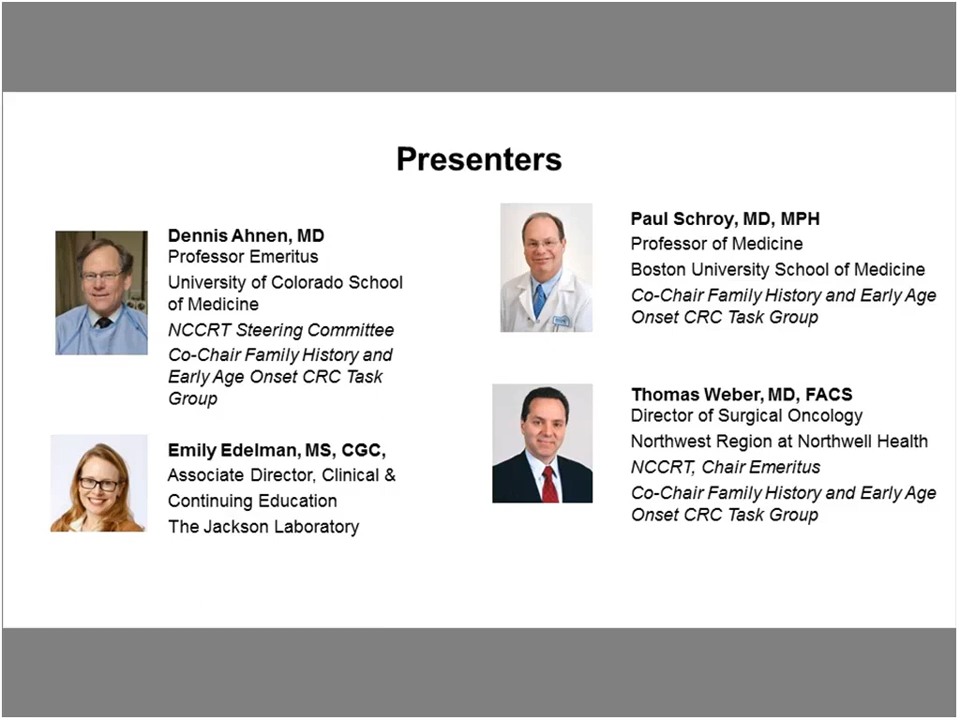 Presenters
Dennis Ahnen, MD
Professor Emeritus
University of Colorado School
of Medicine
NCCRT Steering Committee
Co-Chair Family History and
Early Age Onset CRC Task
Group
Emily Edelman, MS, CGC,
Associate Director, Clinical &
Continuing Education
The Jackson Laboratory
Paul Schroy, MD, MPH
Professor of Medicine
Boston University School of Medicine
Co-Chair Family History and Early Age
Onset CRC Task Group
Thomas Weber, MD, FACS
Director of Surgical Oncology
Northwest Region at Northwell Health
NCCRT, Chair Emeritus
Co-Chair Family History and Early Age
Onset CRC Task Group